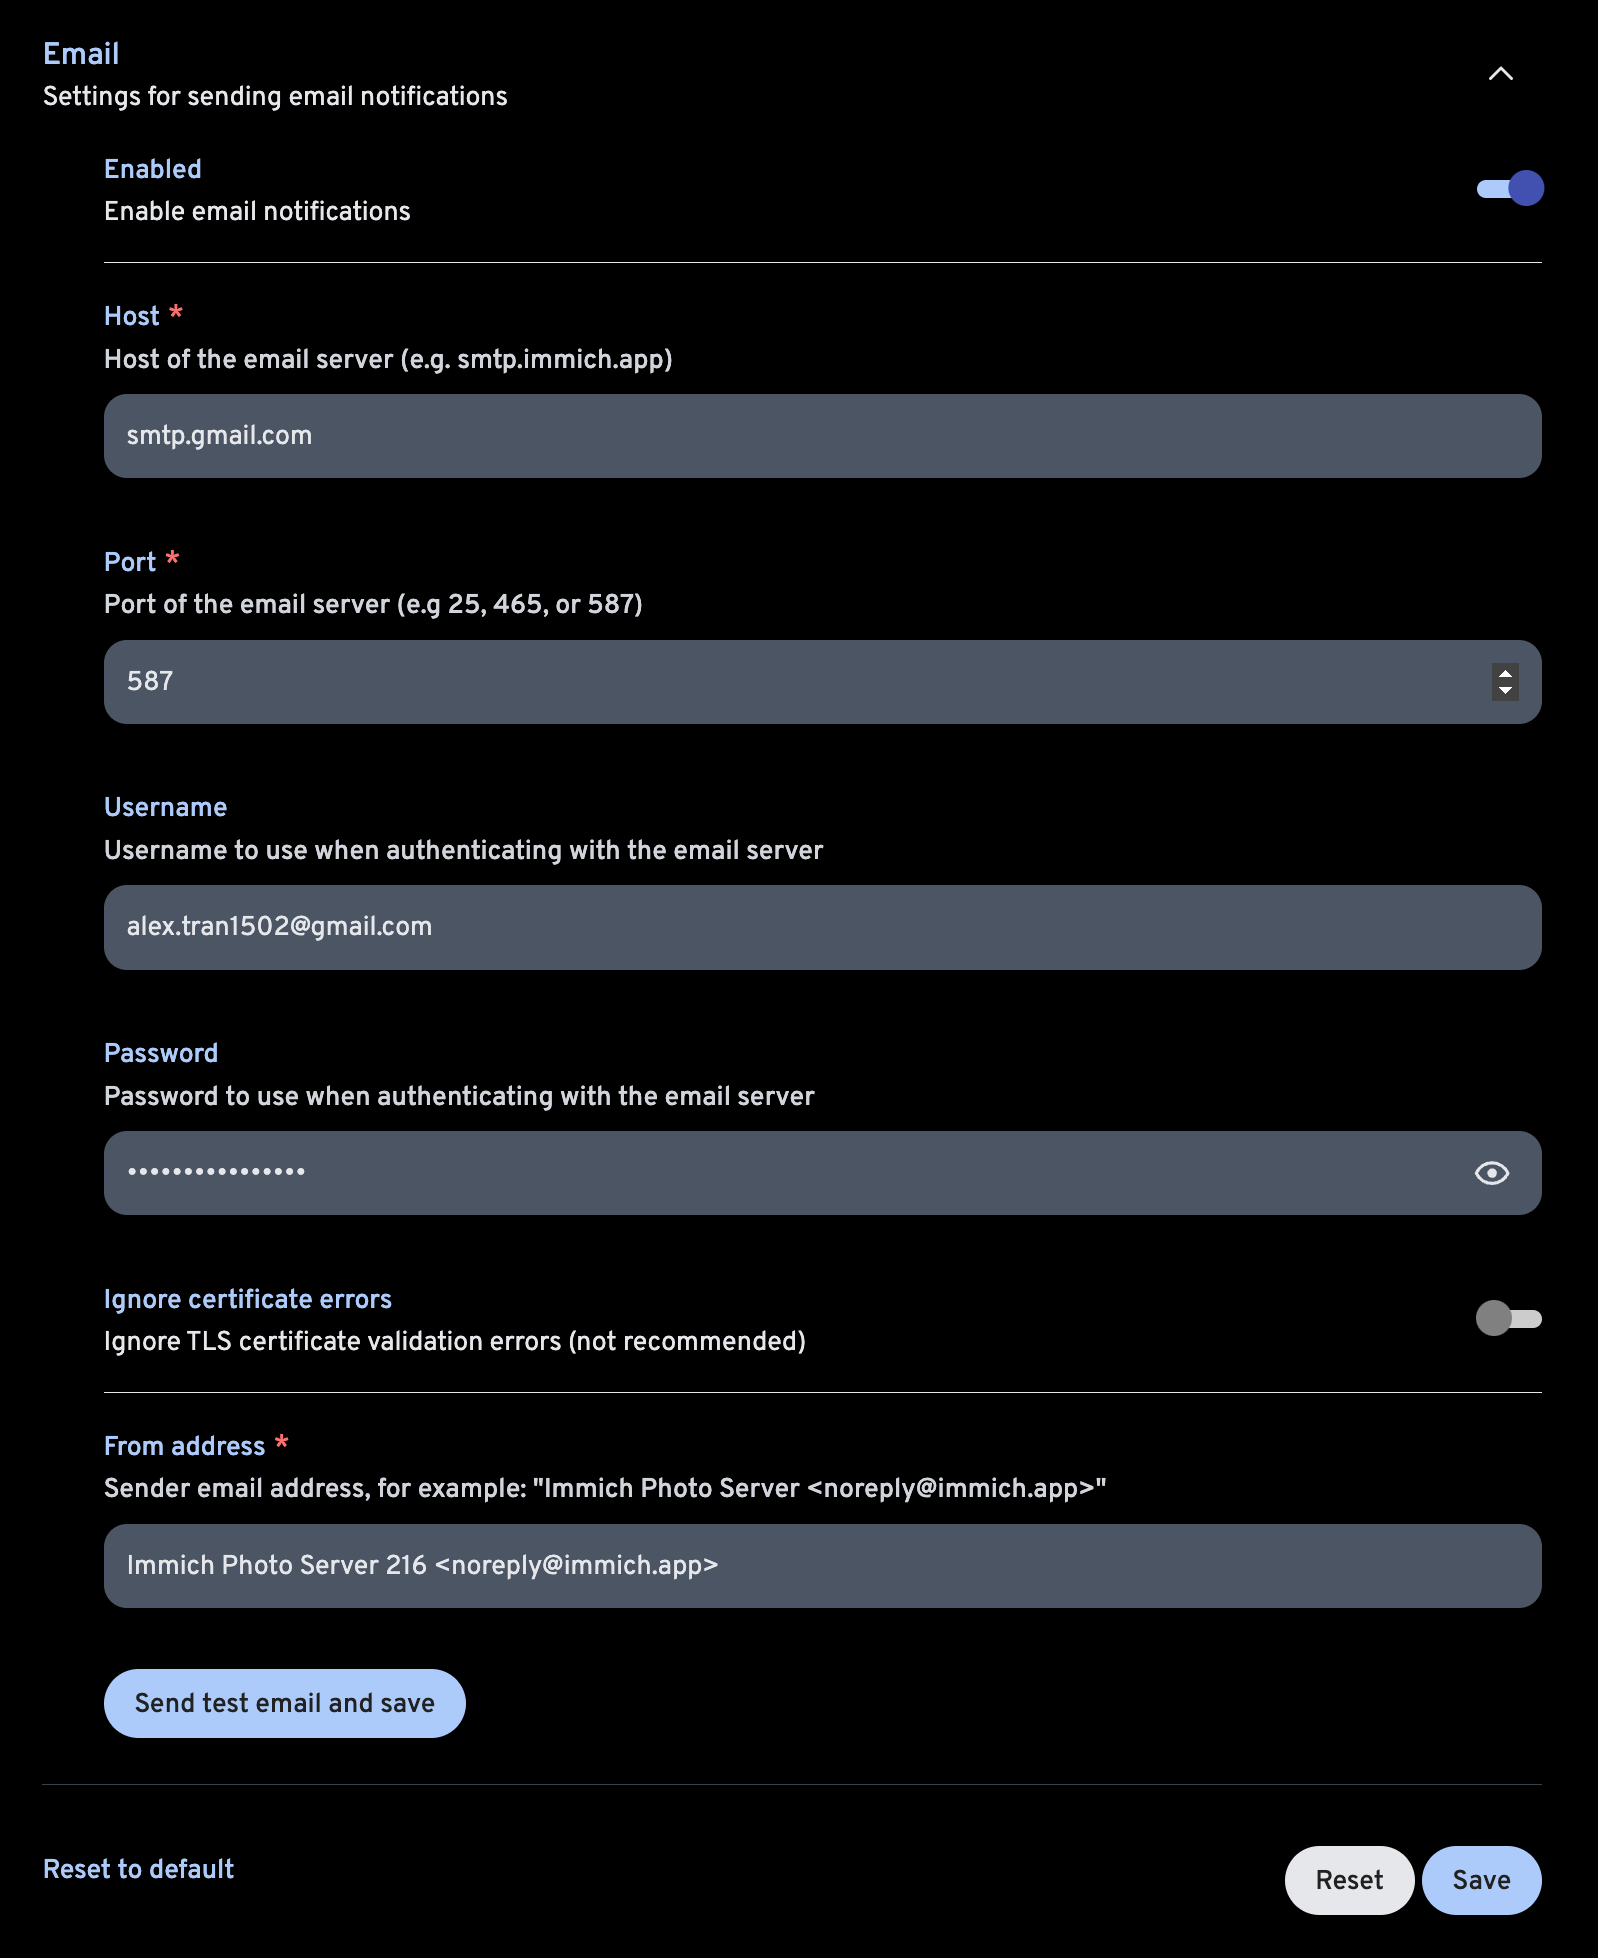 Email
Settings for sending email notifications
Enabled
Enable email notifications
Host *
Host of the email server (e.g. smtp.immich.app)
smtp.gmail.com
Port *
Port of the email server (e.g 25, 465, or 587)
587
Username
Username to use when authenticating with the email server
alex.tran1502@gmail.com
Password
Password to use when authenticating with the email server
••••••••••••••••
Ignore certificate errors
Ignore TLS certificate validation errors (not recommended)
From address *
Sender email address, for example: "Immich Photo Server <noreply@immich.app>"
Immich Photo Server 216 <noreply@immich.app>
Send test email and save
Reset to default
Reset
Save